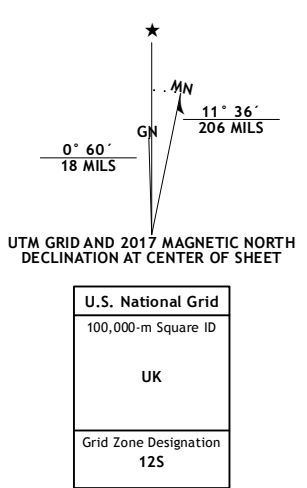 ★
MN
GN
11° 36´
206 MILS
0° 60´
18 MILS
UTM GRID AND 2017 MAGNETIC NORTH
DECLINATION AT CENTER OF SHEET
U.S. National Grid
100,000-m Square ID
UK
Grid Zone Designation
12S